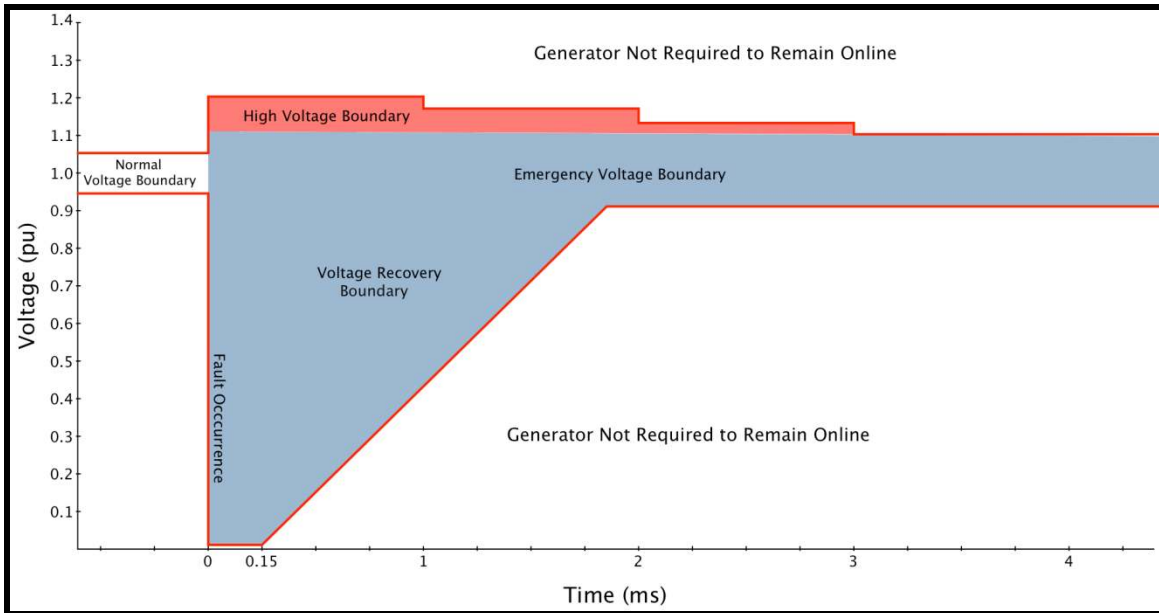 1.4
Generator Not Required to Remain Online
1.3
1.2
High Voltage Boundary
1.1
Normal
Voltage Boundary
1.0
Emergency Voltage Boundary
0.9
0.8
Voltage Recovery
Boundary
0.7
0.6
Voltage (pu)
0.5
0.4
Fault Occcurrence
0.3
Generator Not Required to Remain Online
0.2
0.1
0 0.15 1 2 3 4
Time (ms)